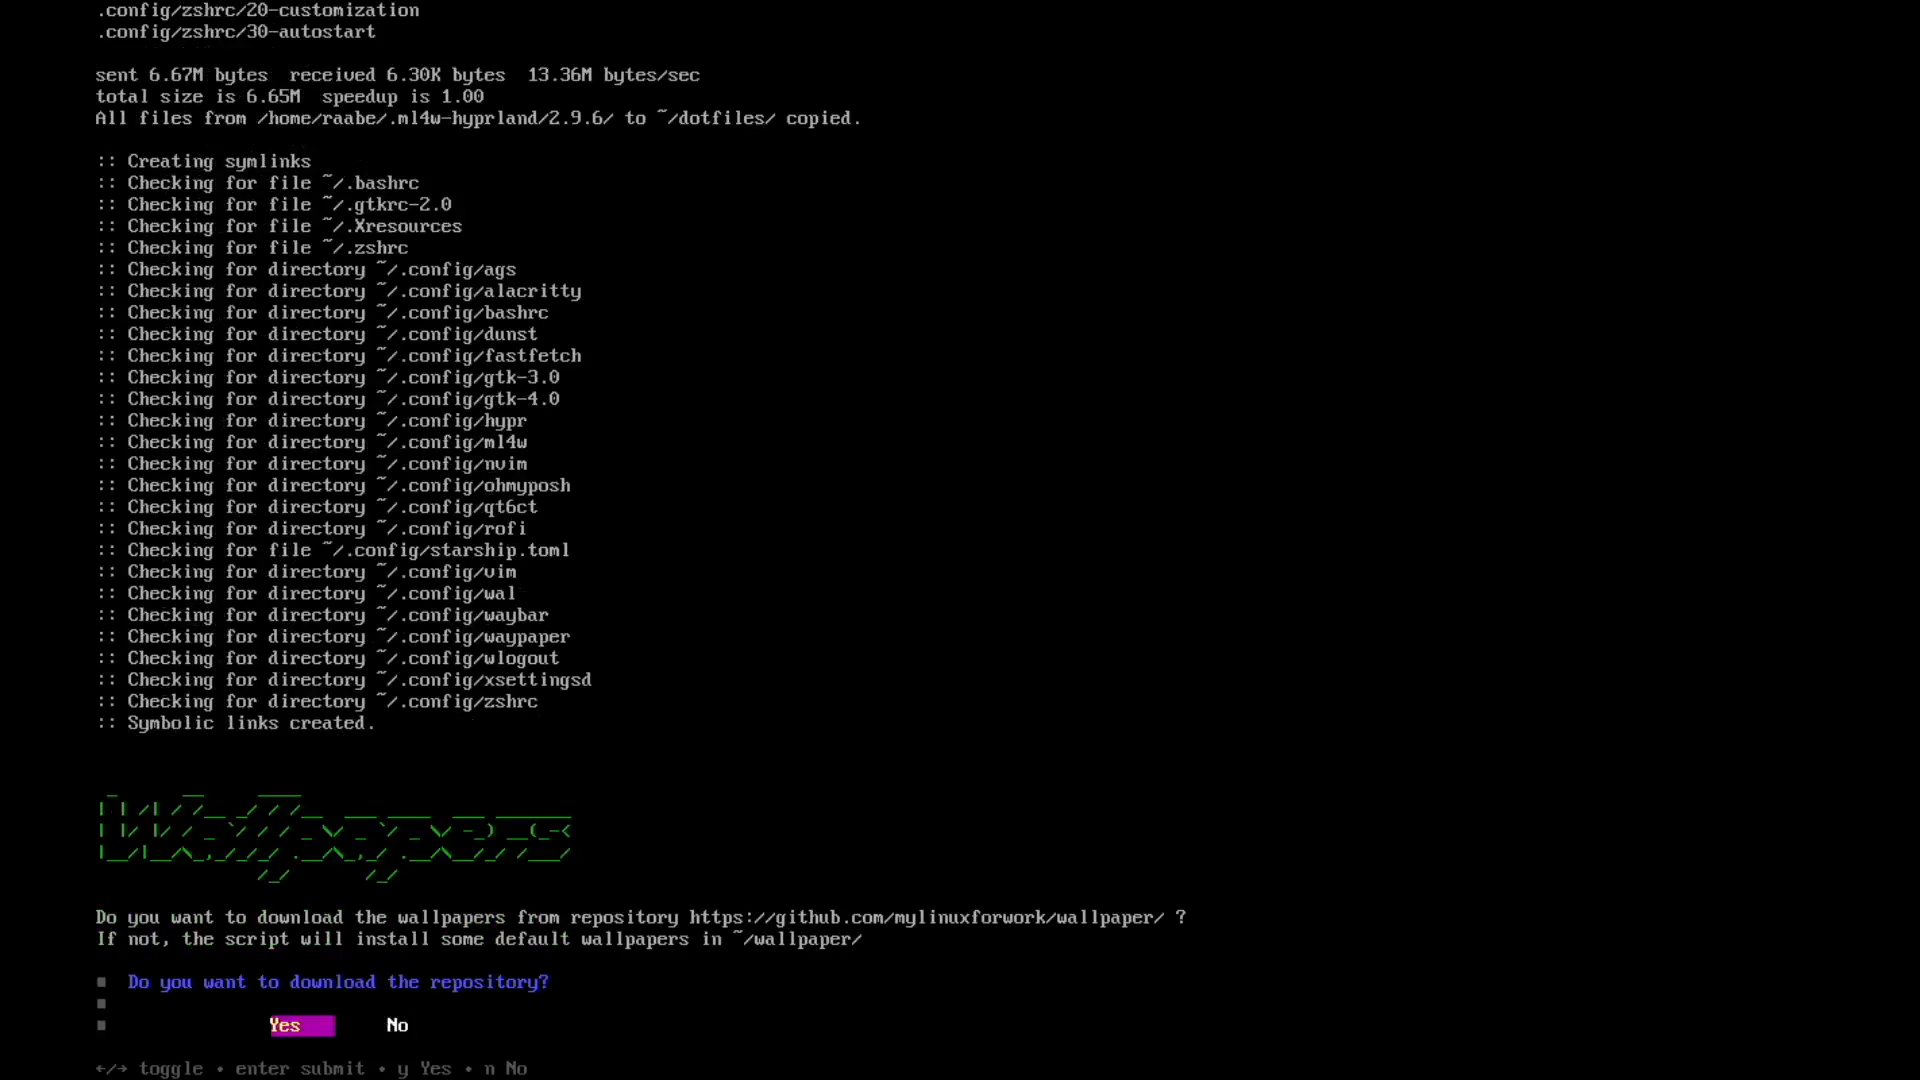 .config/zshrc/20-customization
.config/zshrc/30-autostart
sent 6.67M bytes  received 6.30K bytes  13.36M bytes/sec
total size is 6.65M  speedup is 1.00
All files from /home/raabe/.ml4w-hyprland/2.9.6/ to ~/dotfiles/ copied.
:: Creating symlinks
:: Checking for file ~/.bashrc
:: Checking for file ~/.gtkrc-2.0
:: Checking for file ~/.Xresources
:: Checking for file ~/.zshrc
:: Checking for directory ~/.config/ags
:: Checking for directory ~/.config/alacritty
:: Checking for directory ~/.config/bashrc
:: Checking for directory ~/.config/dunst
:: Checking for directory ~/.config/fastfetch
:: Checking for directory ~/.config/gtk-3.0
:: Checking for directory ~/.config/gtk-4.0
:: Checking for directory ~/.config/hypr
:: Checking for directory ~/.config/ml4w
:: Checking for directory ~/.config/nvim
:: Checking for directory ~/.config/ohmyposh
:: Checking for directory ~/.config/qt6ct
:: Checking for directory ~/.config/rofi
:: Checking for file ~/.config/starship.toml
:: Checking for directory ~/.config/vim
:: Checking for directory ~/.config/wal
:: Checking for directory ~/.config/waybar
:: Checking for directory ~/.config/waypaper
:: Checking for directory ~/.config/wlogout
:: Checking for directory ~/.config/xsettingsd
:: Checking for directory ~/.config/zshrc
:: Symbolic links created.
Wallpapers
Do you want to download the wallpapers from repository https://github.com/mylinuxforwork/wallpaper/ ?
If not, the script will install some default wallpapers in ~/wallpaper/
Do you want to download the repository?
Yes No
←/→ toggle • enter submit • y Yes • n No